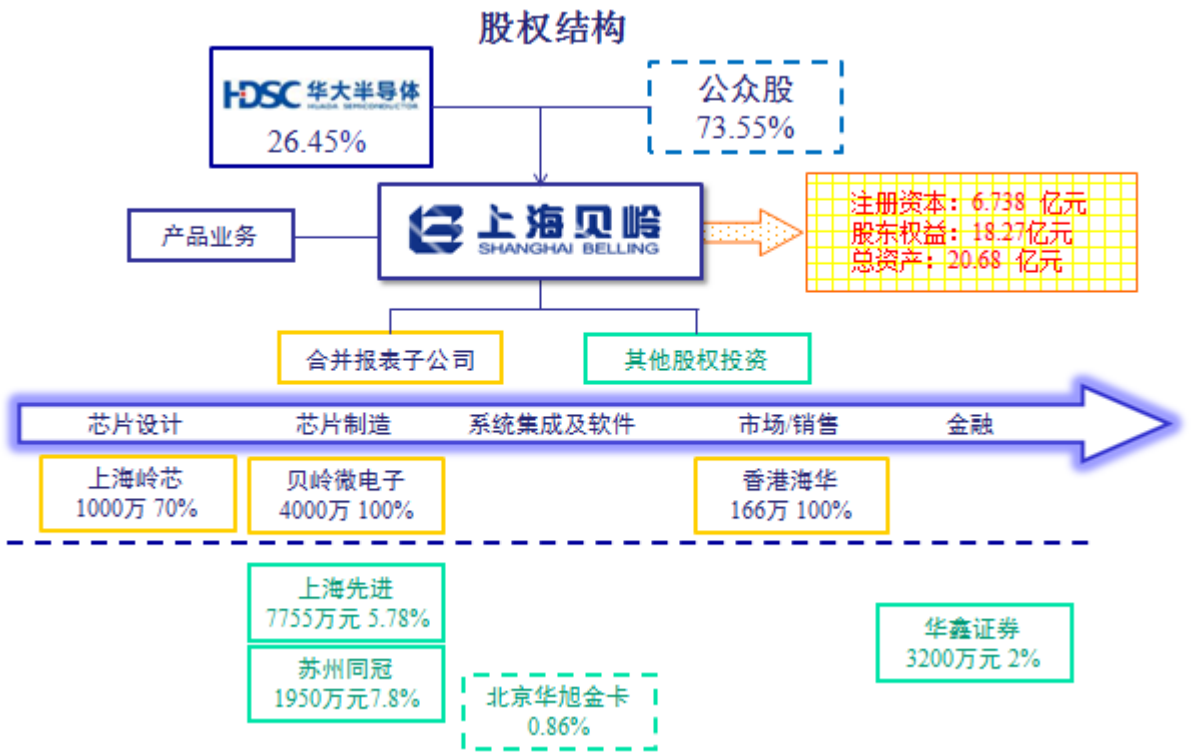 股权结构
HDSC 华大半导体
HUADA SEMICONDUCTOR
26.45%
公众股
73.55%
产品业务
上海贝岭
SHANGHAI BELLING
注册资本：6.738 亿元
股东权益：18.27亿元
总资产：20.68 亿元
合并报表子公司
其他股权投资
芯片设计
芯片制造
系统集成及软件
市场/销售
金融
上海岭芯
1000万 70%
贝岭微电子
4000万 100%
香港海华
166万 100%
上海先进
7755万元 5.78%
苏州同冠
1950万元7.8%
北京华旭金卡
0.86%
华鑫证券
3200万元 2%